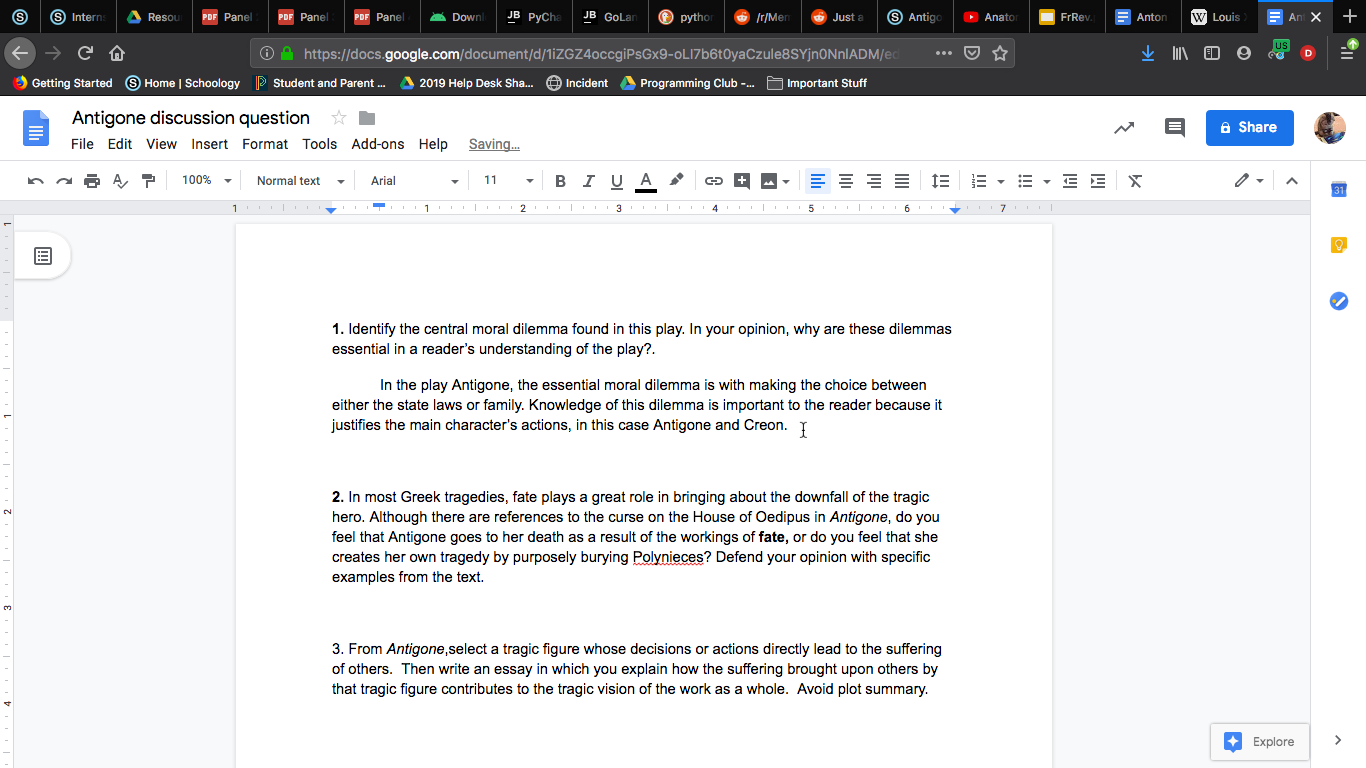 Intern
Resou
Panel
Panel
Panel
Downl
PyCha
GoLan
python
/r/Mem
Just a
Antigo
Anator
FrRev.
Anton
Louis
An
https://docs.google.com/document/d/1iZGZ4occgiPsGx9-oLI7b6t0yaCzule8SYjn0NnlADM/ed
US
D
Getting Started
Home | Schoology
Student and Parent ...
2019 Help Desk Sha...
Incident
Programming Club -...
Important Stuff
Antigone discussion question
File Edit View Insert Format Tools Add-ons Help Saving...
Share
100% Normal text Arial 11 B I U A
1 1 2 3 4 5 6 7
31
1. Identify the central moral dilemma found in this play. In your opinion, why are these dilemmas
essential in a reader's understanding of the play?.
In the play Antigone, the essential moral dilemma is with making the choice between
either the state laws or family. Knowledge of this dilemma is important to the reader because it
justifies the main character's actions, in this case Antigone and Creon.
2. In most Greek tragedies, fate plays a great role in bringing about the downfall of the tragic
hero. Although there are references to the curse on the House of Oedipus in Antigone, do you
feel that Antigone goes to her death as a result of the workings of fate, or do you feel that she
creates her own tragedy by purposely burying Polynieces? Defend your opinion with specific
examples from the text.
3. From Antigone,select a tragic figure whose decisions or actions directly lead to the suffering
of others.  Then write an essay in which you explain how the suffering brought upon others by
that tragic figure contributes to the tragic vision of the work as a whole.  Avoid plot summary.
1
1
2
3
4
Explore